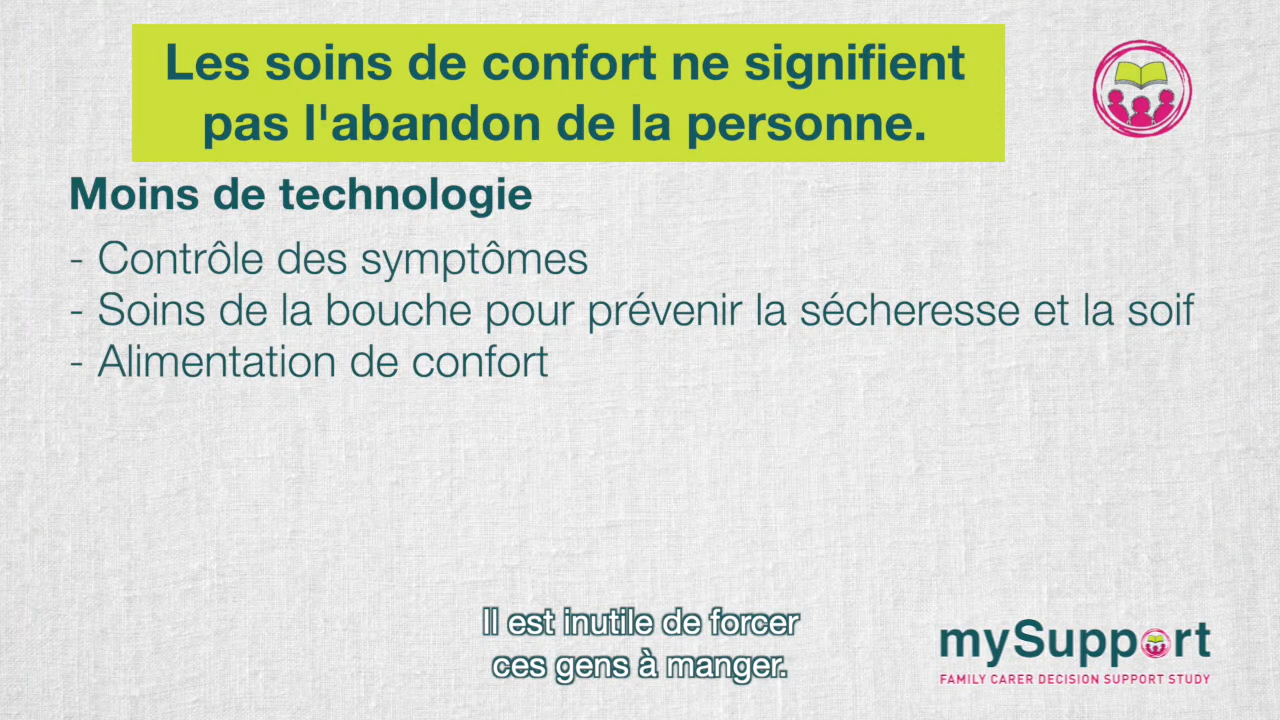 Les soins de confort ne signifient
pas l'abandon de la personne.
Moins de technologie
- Contrôle des symptômes
- Soins de la bouche pour prévenir la sécheresse et la soif
- Alimentation de confort
Il est inutile de forcer
ces gens à manger.
mySupport
FAMILY CARER DECISION SUPPORT STUDY